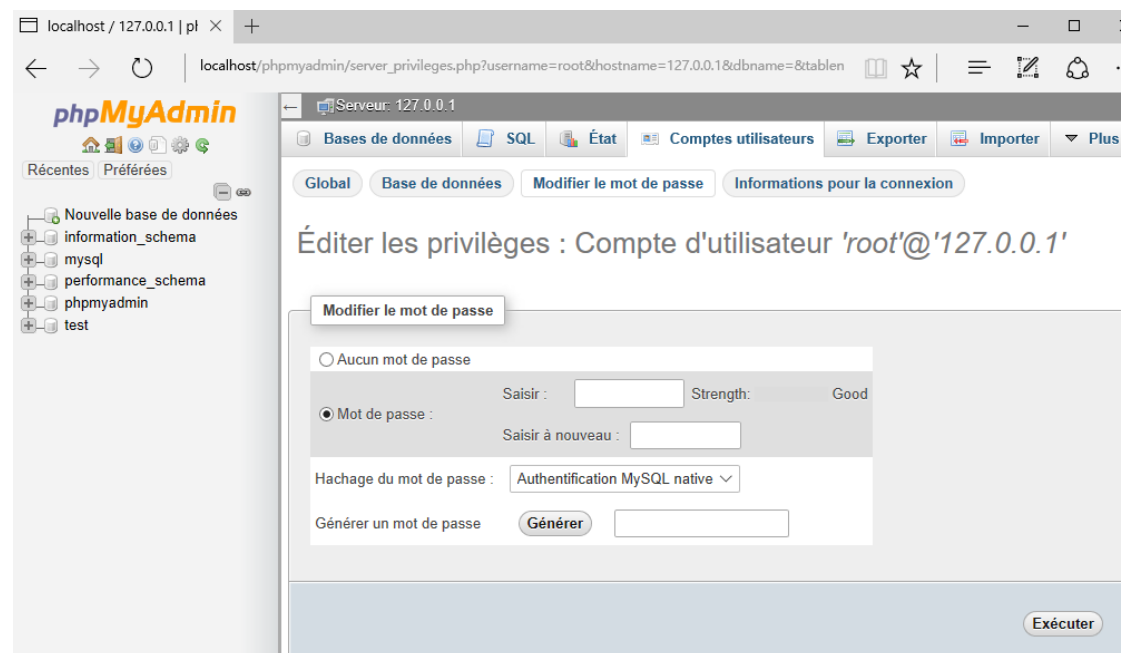 localhost / 127.0.0.1 | pl
localhost/phpmyadmin/server_privileges.php?username=root&hostname=127.0.0.1&dbname=&tablen
phpMyAdmin
Récentes Préférées
Nouvelle base de données
information_schema
mysql
performance_schema
phpmyadmin
test
Serveur: 127.0.0.1
Bases de données SQL État Comptes utilisateurs Exporter Importer Plus
Global Base de données Modifier le mot de passe Informations pour la connexion
Éditer les privilèges : Compte d'utilisateur 'root'@'127.0.0.1'
Modifier le mot de passe
Aucun mot de passe
Mot de passe :
Saisir : Strength: Good
Saisir à nouveau :
Hachage du mot de passe : Authentification MySQL native
Générer un mot de passe Générer
Exécuter